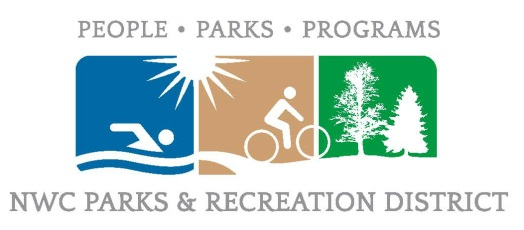 PEOPLE • PARKS • PROGRAMS
NWC PARKS & RECREATION DISTRICT